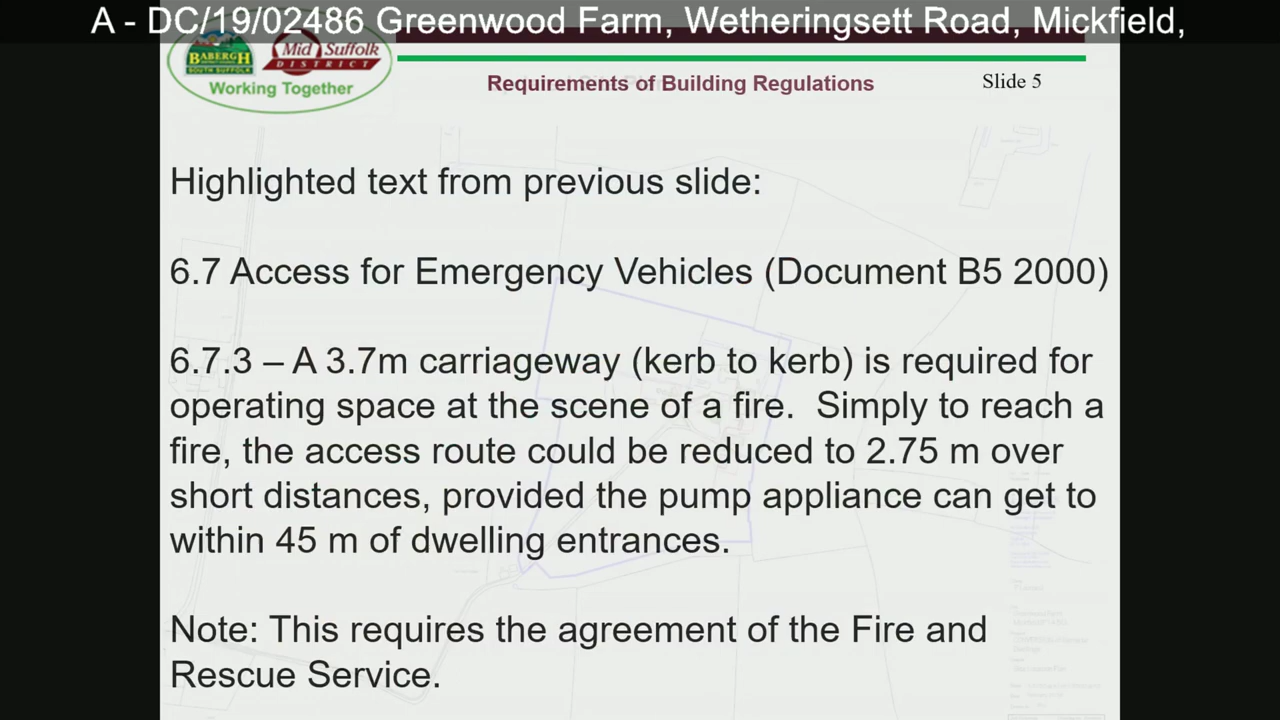 A - DC/19/02486 Greenwood Farm, Wetheringsett Road, Mickfield,
BABERGH
SOUTH SUFFOLK
Mid Suffolk
DISTRICT
Working Together
Requirements of Building Regulations
Slide 5
Highlighted text from previous slide:
6.7 Access for Emergency Vehicles (Document B5 2000)
6.7.3 – A 3.7m carriageway (kerb to kerb) is required for
operating space at the scene of a fire.  Simply to reach a
fire, the access route could be reduced to 2.75 m over
short distances, provided the pump appliance can get to
within 45 m of dwelling entrances.
Note: This requires the agreement of the Fire and
Rescue Service.